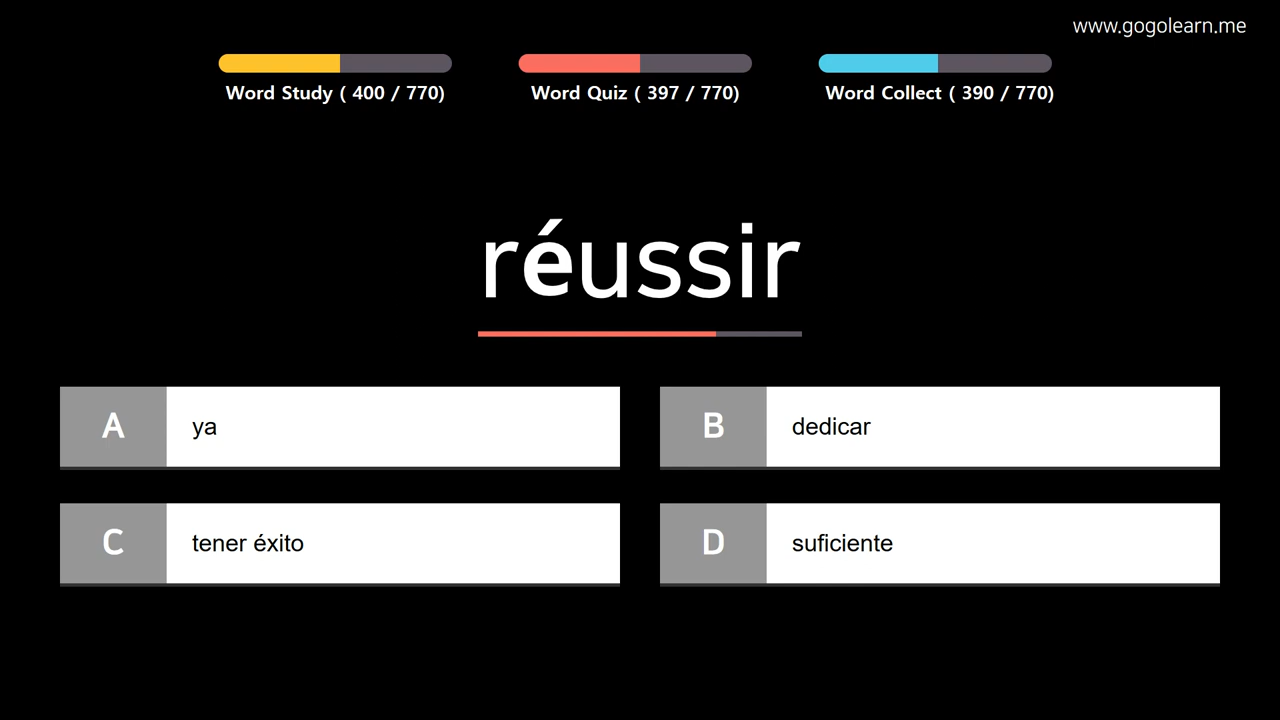 www.gogolearn.me
Word Study ( 400 / 770)
Word Quiz ( 397 / 770)
Word Collect ( 390 / 770)
réussir
A ya
B dedicar
C tener éxito
D suficiente